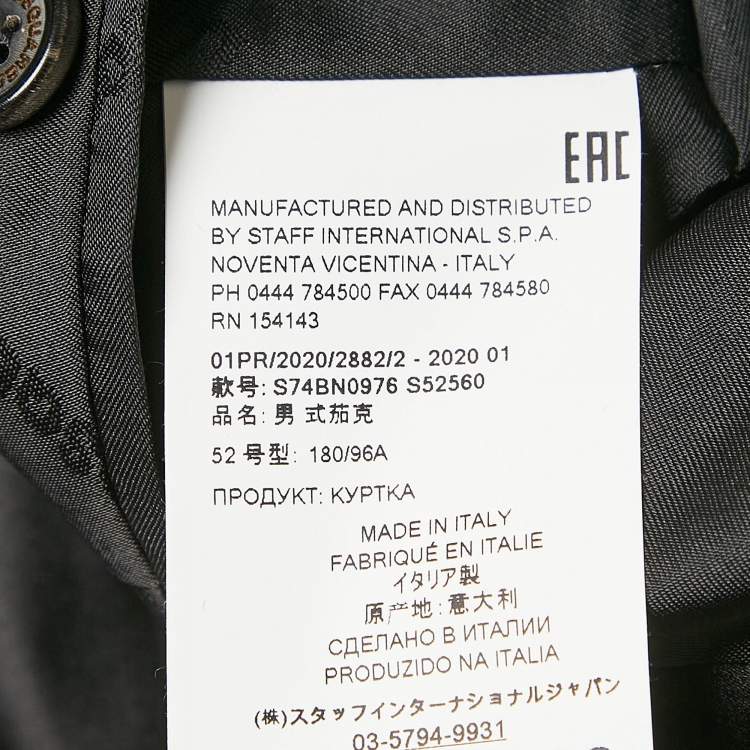 EAC
MANUFACTURED AND DISTRIBUTED
BY STAFF INTERNATIONAL S.P.A.
NOVENTA VICENTINA - ITALY
PH 0444 784500 FAX 0444 784580
RN 154143
01PR/2020/2882/2 - 2020 01
款号: S74BN0976 S52560
品名: 男 式茄克
52 号型: 180/96A
ПРОДУКТ: КУРТКА
MADE IN ITALY
FABRIQUÉ EN ITALIE
イタリア製
原产地: 意大利
СДЕЛАНО В ИТАЛИИ
PRODUZIDO NA ITALIA
(株)スタッフインターナショナルジャパン
03-5794-9931